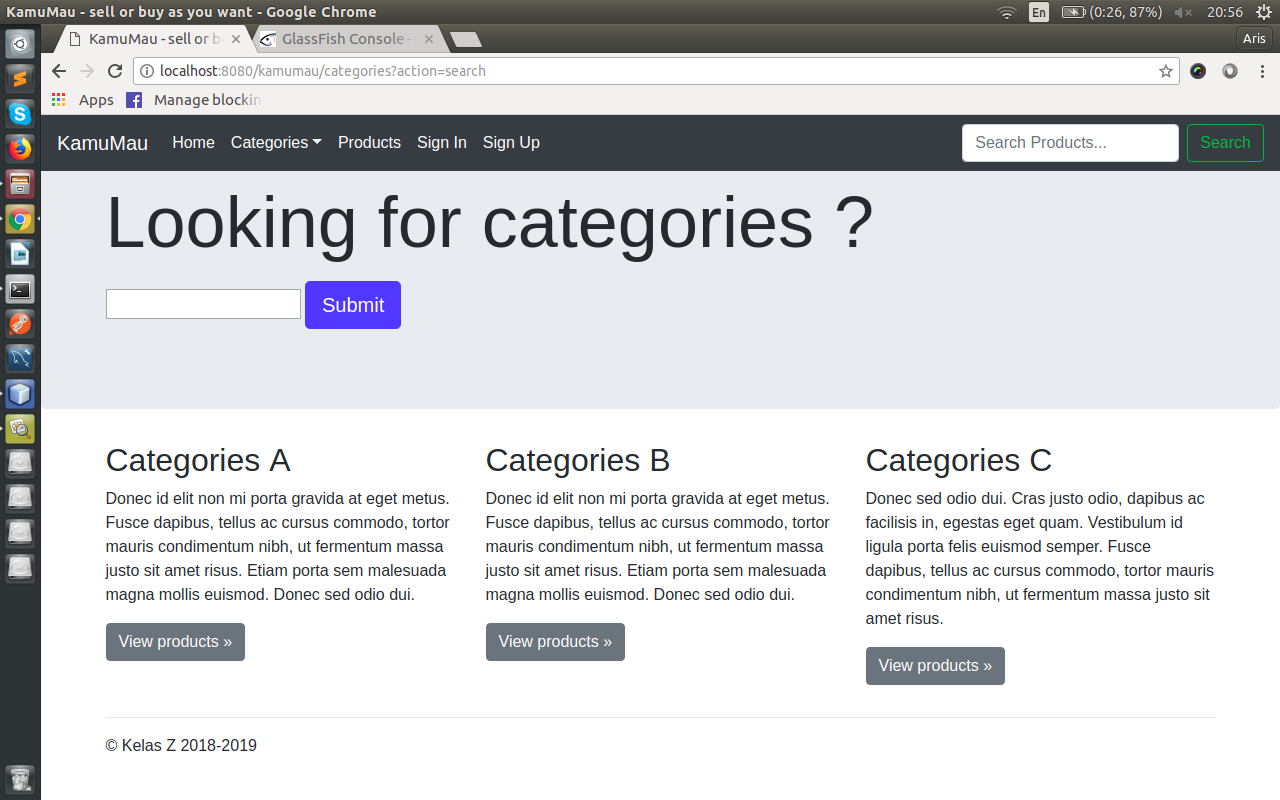 KamuMau - sell or buy as you want - Google Chrome
En
(0:26, 87%)
20:56
KamuMau - sell or b
GlassFish Console -
Aris
localhost:8080/kamumau/categories?action=search
Apps
Manage blockin
KamuMau
Home
Categories
Products
Sign In
Sign Up
Search Products...
Search
Looking for categories ?
Submit
Categories A
Donec id elit non mi porta gravida at eget metus.
Fusce dapibus, tellus ac cursus commodo, tortor
mauris condimentum nibh, ut fermentum massa
justo sit amet risus. Etiam porta sem malesuada
magna mollis euismod. Donec sed odio dui.
View products »
Categories B
Donec id elit non mi porta gravida at eget metus.
Fusce dapibus, tellus ac cursus commodo, tortor
mauris condimentum nibh, ut fermentum massa
justo sit amet risus. Etiam porta sem malesuada
magna mollis euismod. Donec sed odio dui.
View products »
Categories C
Donec sed odio dui. Cras justo odio, dapibus ac
facilisis in, egestas eget quam. Vestibulum id
ligula porta felis euismod semper. Fusce
dapibus, tellus ac cursus commodo, tortor mauris
condimentum nibh, ut fermentum massa justo sit
amet risus.
View products »
© Kelas Z 2018-2019